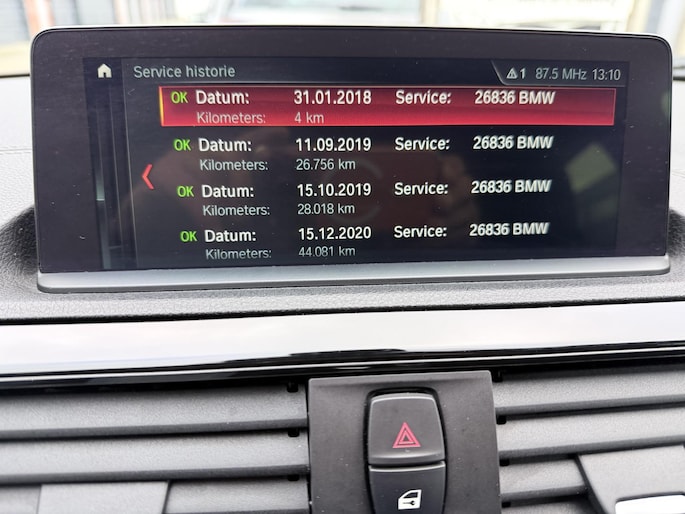 Service historie 1 87.5 MHz 13:10
OK Datum: 31.01.2018 Service: 26836 BMW
Kilometers: 4 km
OK Datum: 11.09.2019 Service: 26836 BMW
Kilometers: 26.756 km
OK Datum: 15.10.2019 Service: 26836 BMW
Kilometers: 28.018 km
OK Datum: 15.12.2020 Service: 26836 BMW
Kilometers: 44.081 km